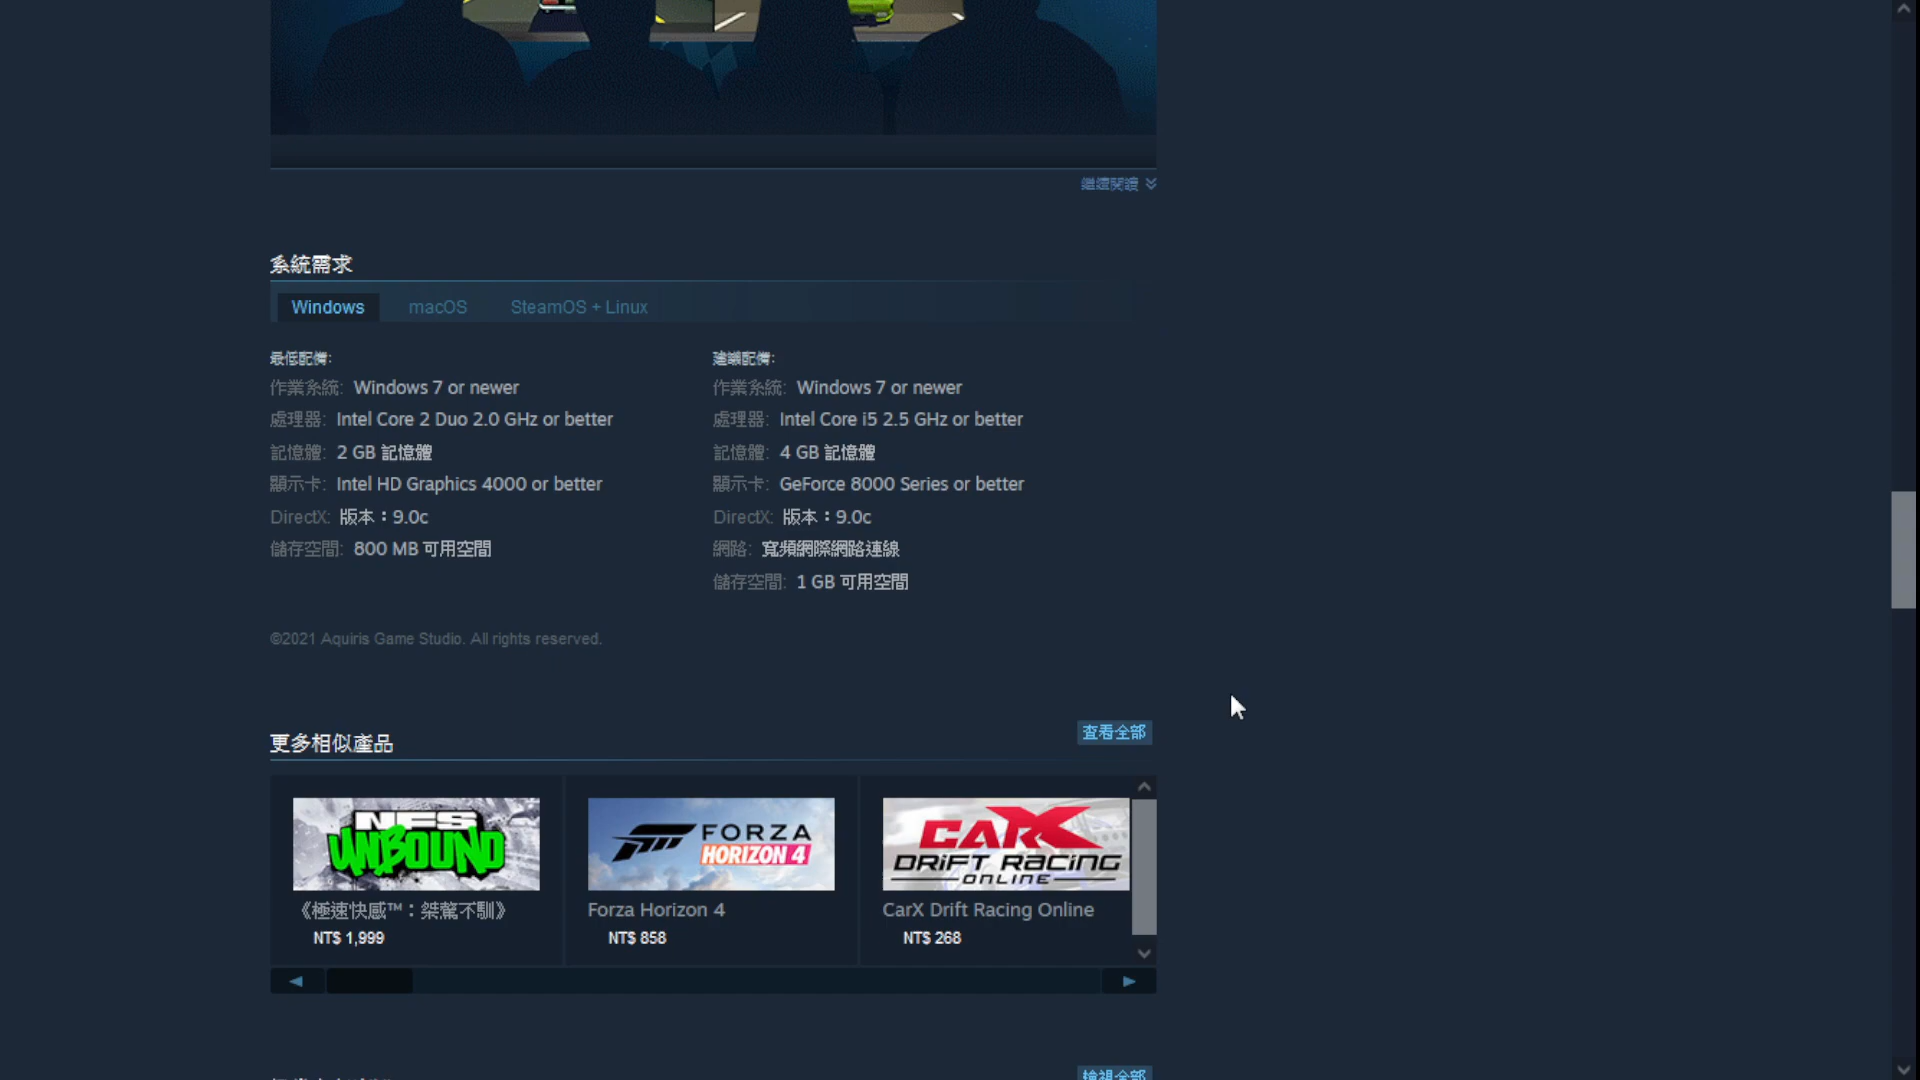 繼續閱讀
系統需求
Windows macOS SteamOS + Linux
最低配備:
作業系統: Windows 7 or newer
處理器: Intel Core 2 Duo 2.0 GHz or better
記憶體: 2 GB 記憶體
顯示卡: Intel HD Graphics 4000 or better
DirectX: 版本：9.0c
儲存空間: 800 MB 可用空間
建議配備:
作業系統: Windows 7 or newer
處理器: Intel Core i5 2.5 GHz or better
記憶體: 4 GB 記憶體
顯示卡: GeForce 8000 Series or better
DirectX: 版本：9.0c
網路: 寬頻網際網路連線
儲存空間: 1 GB 可用空間
©2021 Aquiris Game Studio. All rights reserved.
更多相似產品
查看全部
NFS
UNBOUND
《極速快感™：桀驁不馴》
NT$ 1,999
FORZA
HORIZON 4
Forza Horizon 4
NT$ 858
CARX
DRIFT RACING
ONLINE
CarX Drift Racing Online
NT$ 268
檢視全部